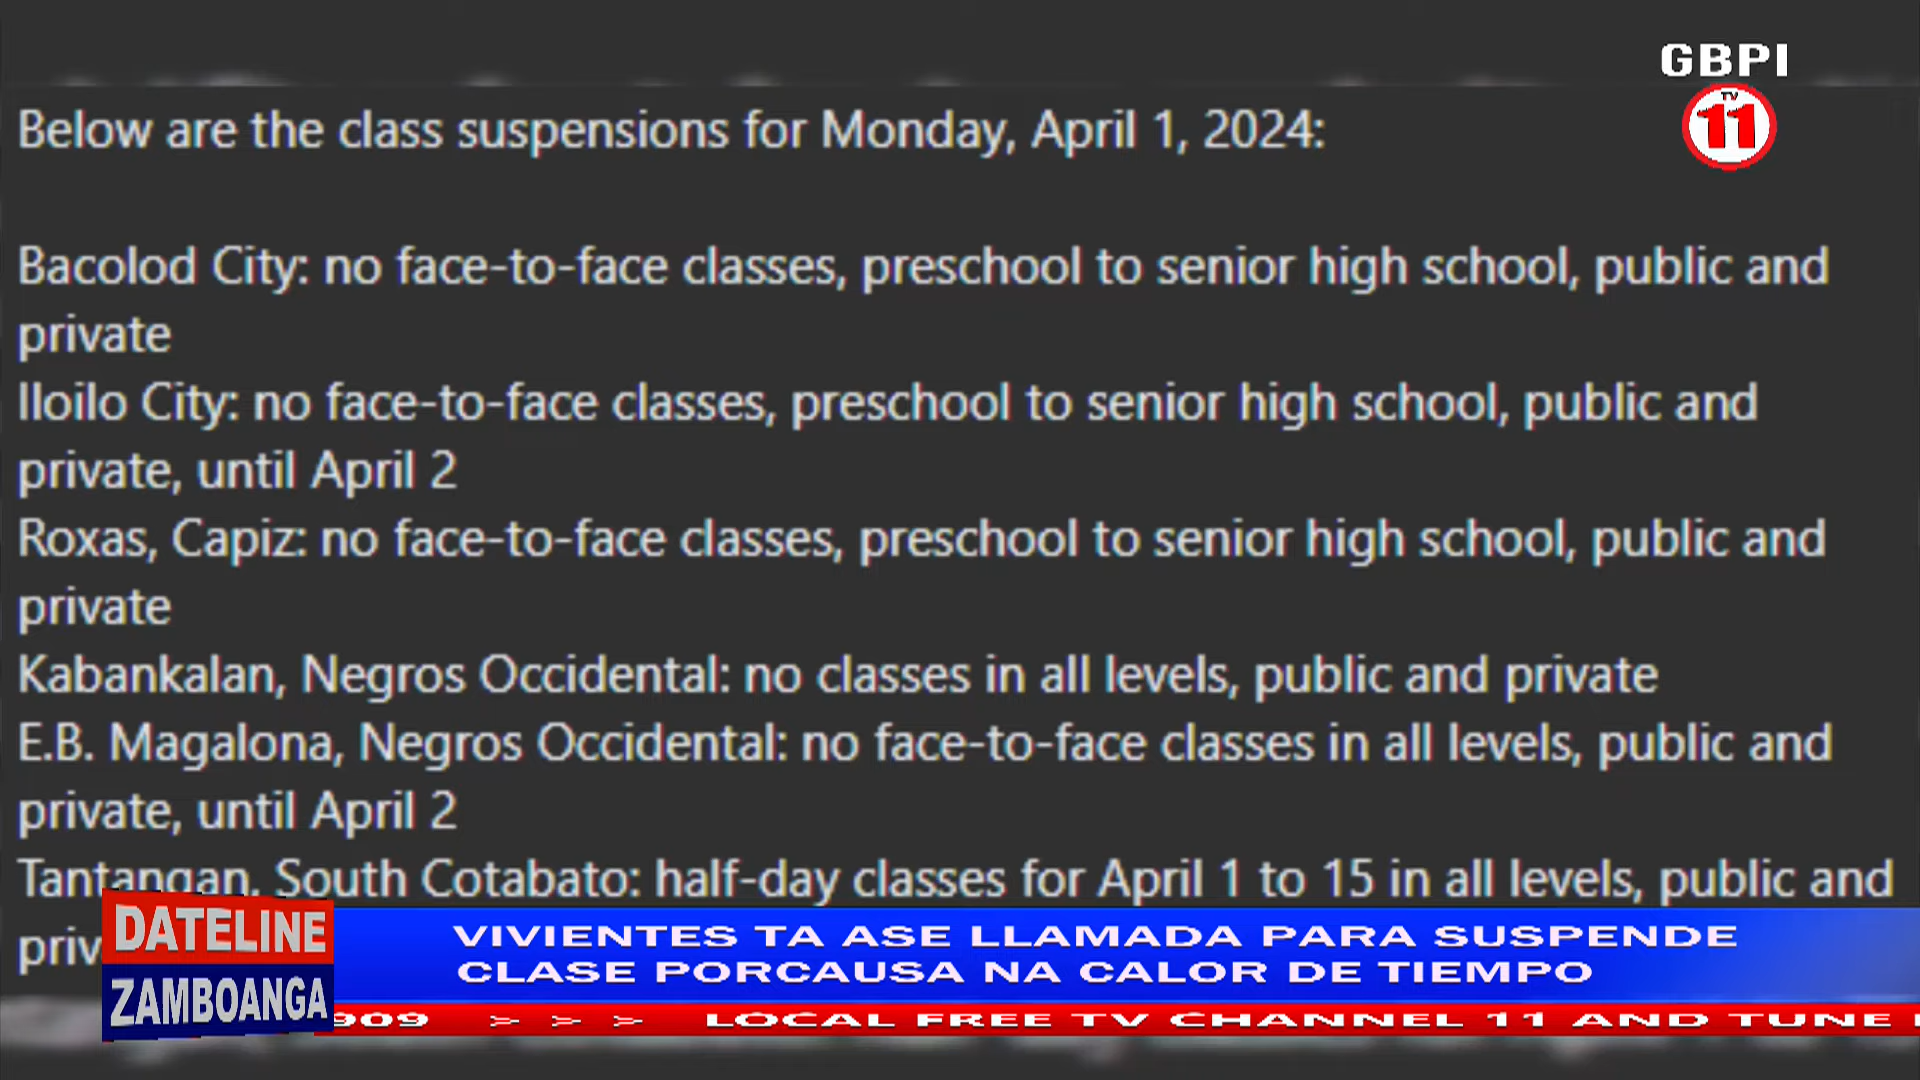 GBPI
TV
11
Below are the class suspensions for Monday, April 1, 2024:
Bacolod City: no face-to-face classes, preschool to senior high school, public and
private
Iloilo City: no face-to-face classes, preschool to senior high school, public and
private, until April 2
Roxas, Capiz: no face-to-face classes, preschool to senior high school, public and
private
Kabankalan, Negros Occidental: no classes in all levels, public and private
E.B. Magalona, Negros Occidental: no face-to-face classes in all levels, public and
private, until April 2
Tantangan, South Cotabato: half-day classes for April 1 to 15 in all levels, public and
priv
DATELINE
ZAMBOANGA
VIVIENTES TA ASE LLAMADA PARA SUSPENDE
CLASE PORCAUSA NA CALOR DE TIEMPO
909 > > > LOCAL FREE TV CHANNEL 11 AND TUNE